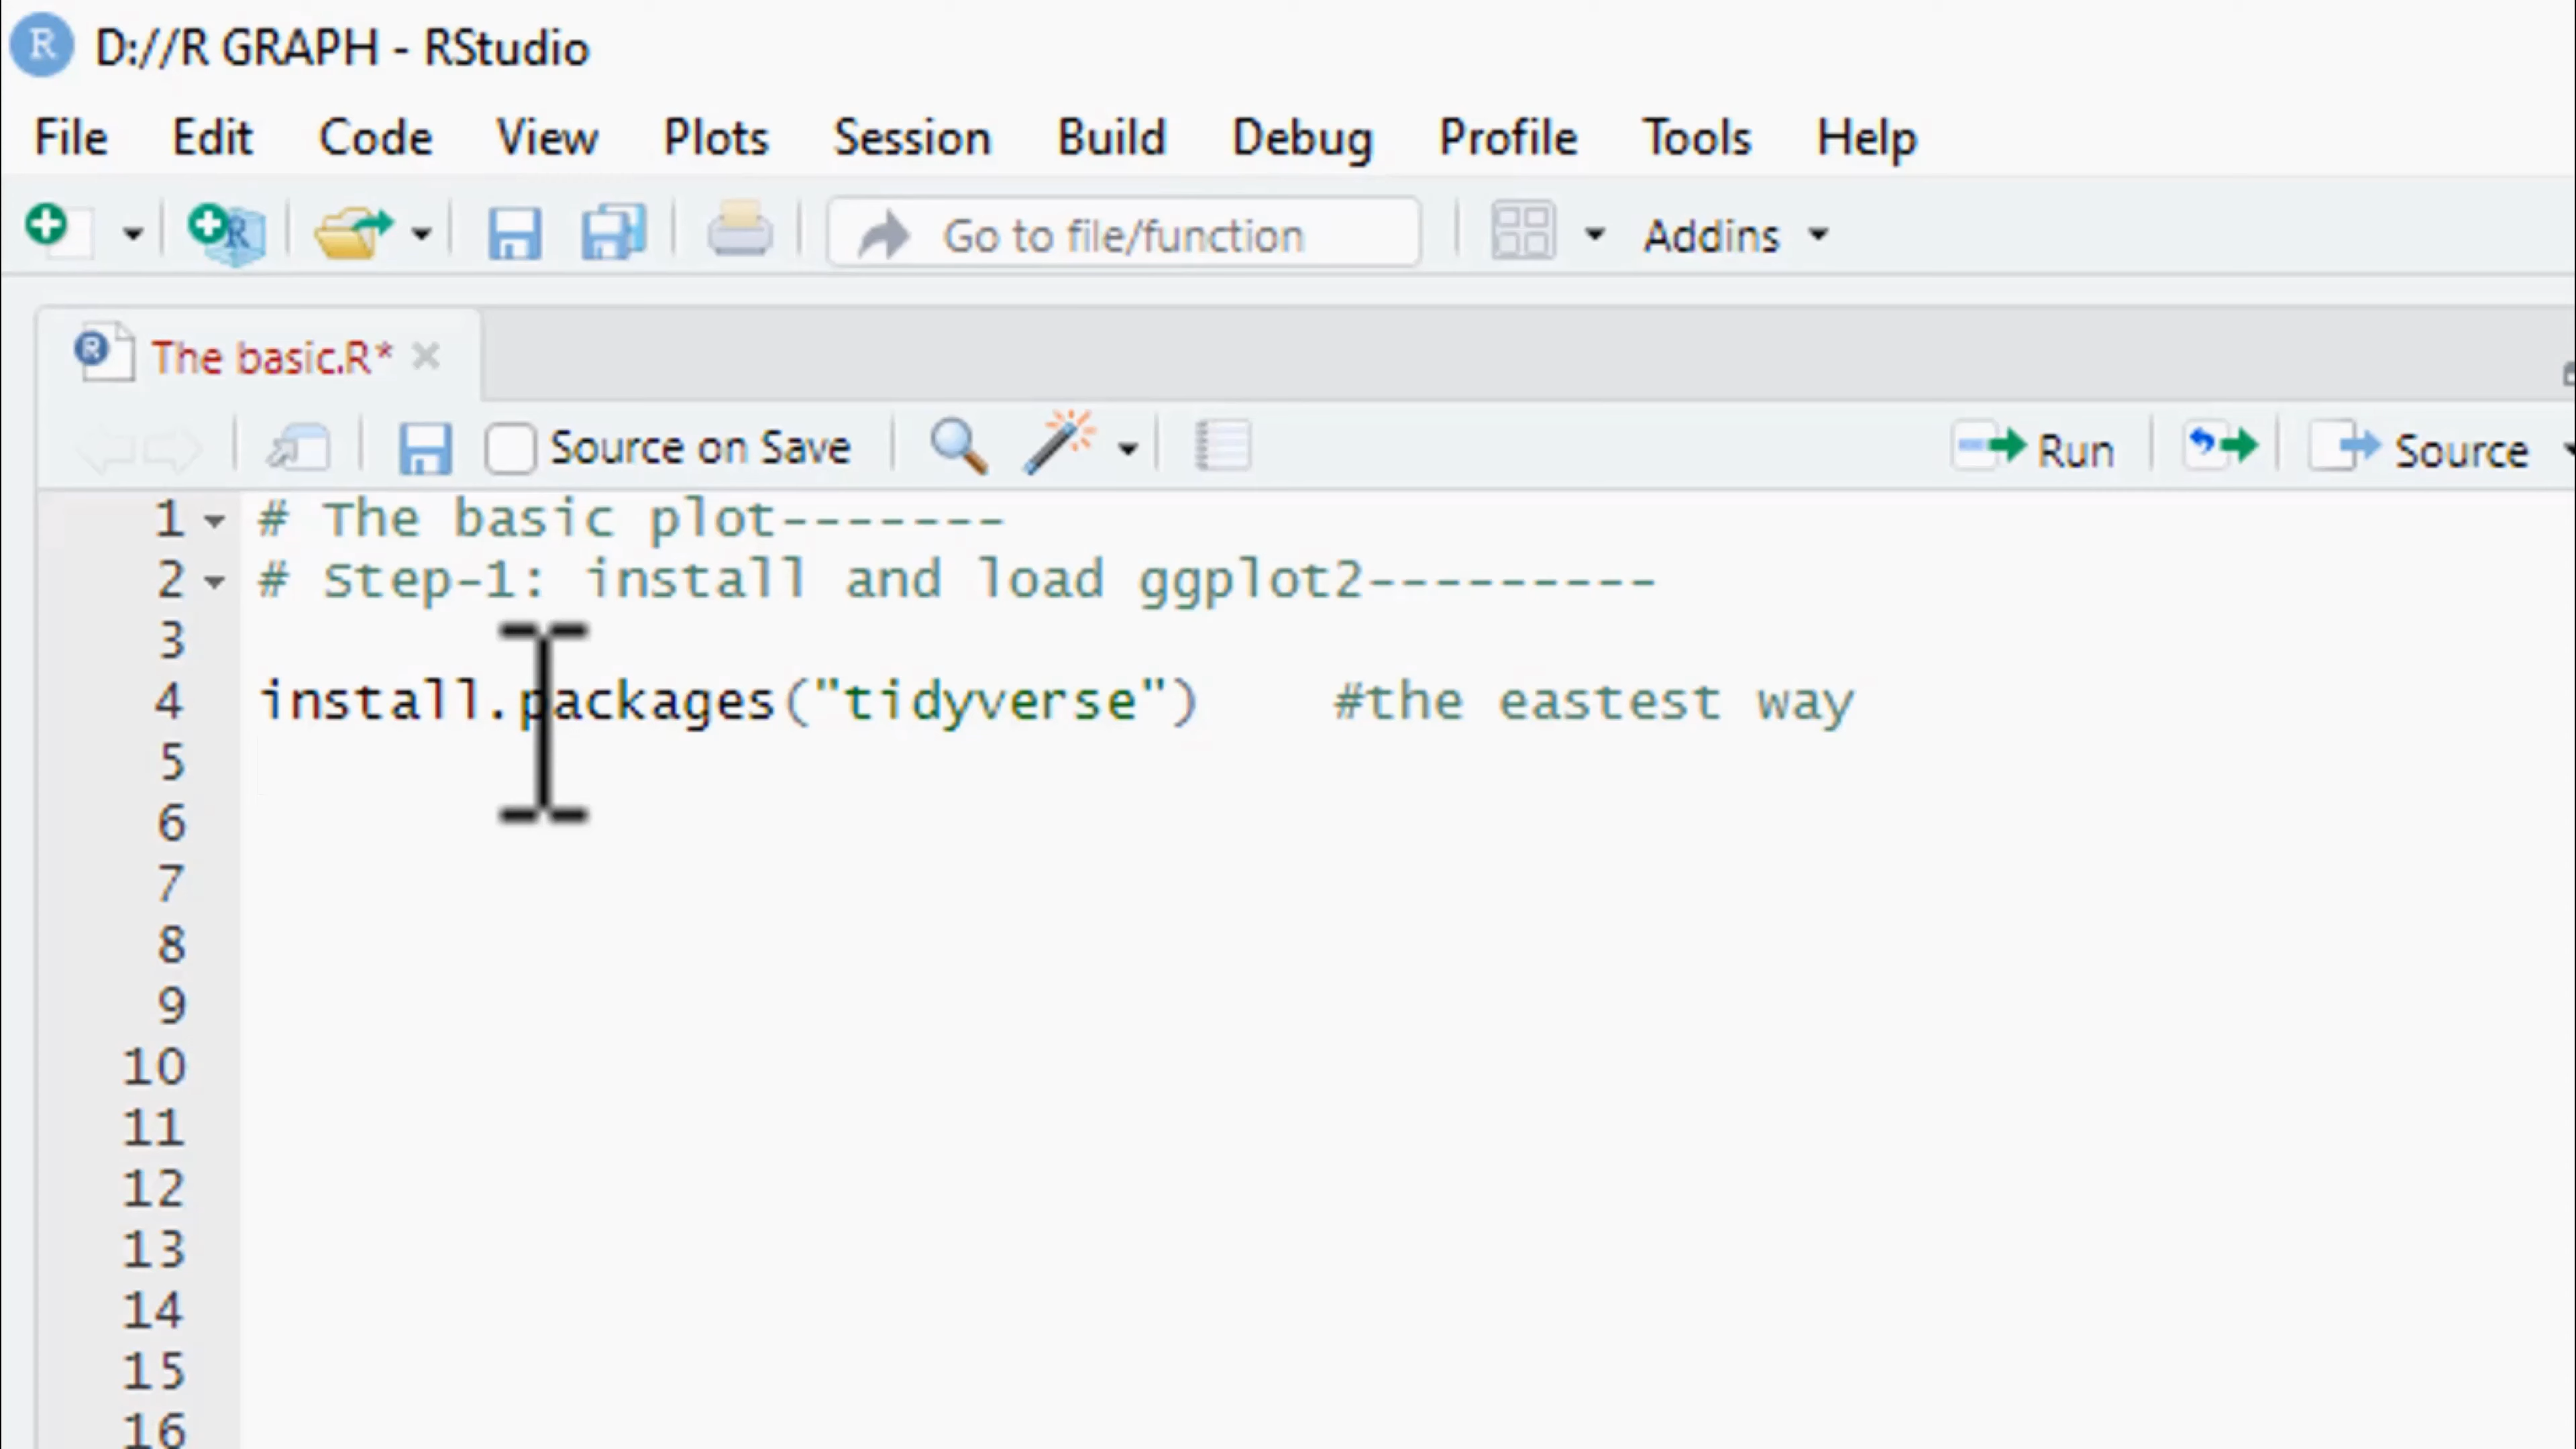 D://R GRAPH - RStudio
File Edit Code View Plots Session Build Debug Profile Tools Help
Go to file/function Addins
The basic.R*
Source on Save Run Source
1 # The basic plot-------
2 # Step-1: install and load ggplot2---------
3
4 install.packages("tidyverse") #the eastest way
5
6
7
8
9
10
11
12
13
14
15
16